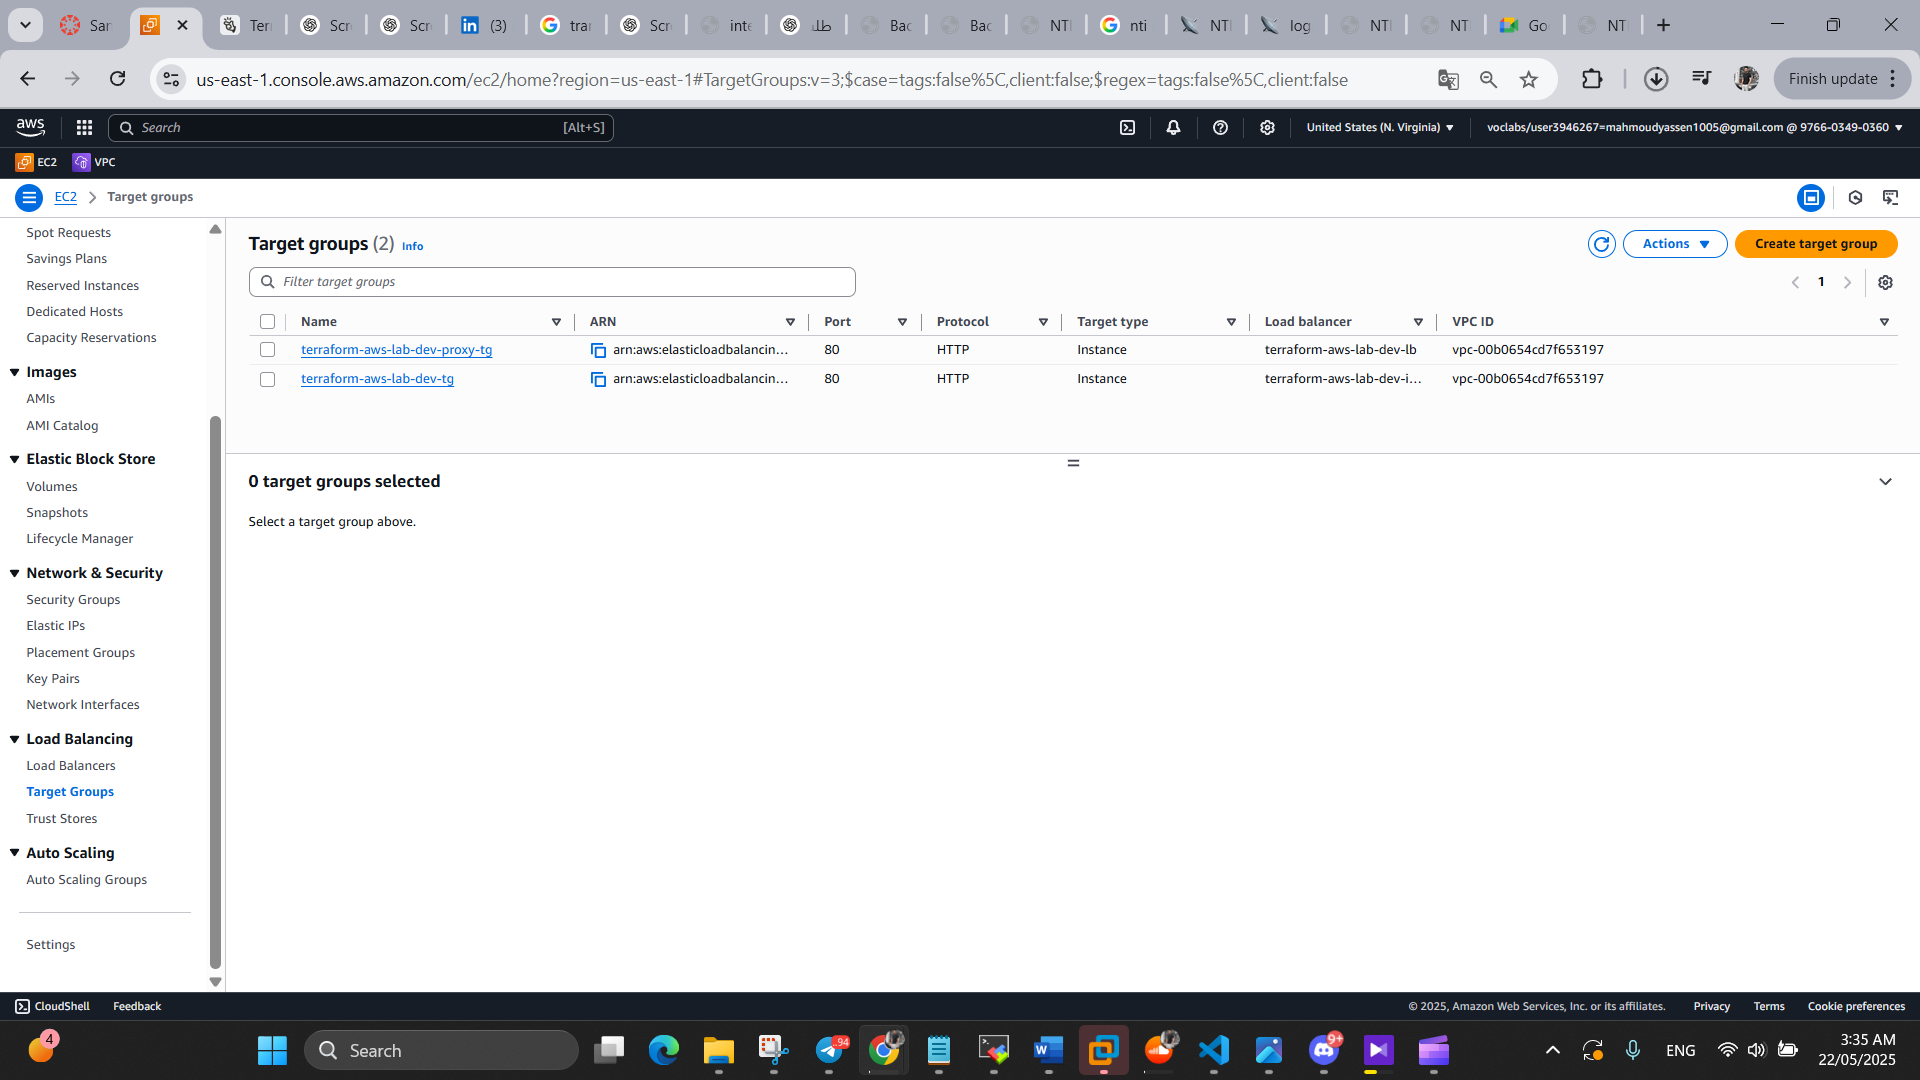 San
Terr
Scre
Scre
(3)
tran
Scre
inte
طلا
Bac
Bac
NTI
nti
NTI
log
NTI
NTI
Go
NTI
us-east-1.console.aws.amazon.com/ec2/home?region=us-east-1#TargetGroups:v=3;$case=tags:false%5C,client:false;$regex=tags:false%5C,client:false
Finish update
aws
Search
[Alt+S]
United States (N. Virginia)
voclabs/user3946267=mahmoudyassen1005@gmail.com @ 9766-0349-0360
EC2
VPC
EC2
Target groups
Spot Requests
Savings Plans
Reserved Instances
Dedicated Hosts
Capacity Reservations
Images
AMIs
AMI Catalog
Elastic Block Store
Volumes
Snapshots
Lifecycle Manager
Network & Security
Security Groups
Elastic IPs
Placement Groups
Key Pairs
Network Interfaces
Load Balancing
Load Balancers
Target Groups
Trust Stores
Auto Scaling
Auto Scaling Groups
Settings
Target groups (2) Info
Actions
Create target group
Filter target groups
1
Name ARN Port Protocol Target type Load balancer VPC ID
terraform-aws-lab-dev-proxy-tg arn:aws:elasticloadbalancin... 80 HTTP Instance terraform-aws-lab-dev-lb vpc-00b0654cd7f653197
terraform-aws-lab-dev-tg arn:aws:elasticloadbalancin... 80 HTTP Instance terraform-aws-lab-dev-i... vpc-00b0654cd7f653197
0 target groups selected
Select a target group above.
CloudShell
Feedback
© 2025, Amazon Web Services, Inc. or its affiliates.
Privacy
Terms
Cookie preferences
4
Search
94
9+
ENG
3:35 AM
22/05/2025